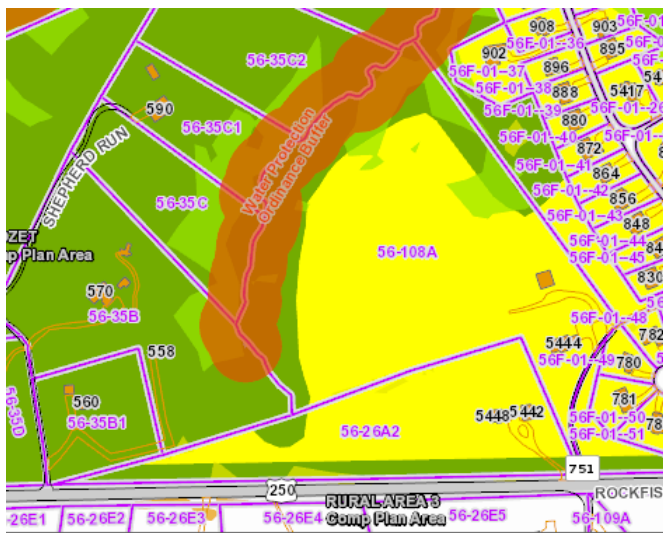 908
903
56F-01--36
56F-01
902
895
56-35C2
56F-01--37
896
56F-01--38
888
5417
56F-01--39
56F-01--26
590
880
56-35C1
56F-01--40
872
Water Protection
Ordinance Buffer
SHEPHERD RUN
56F-01--41
864
56F-01--42
56-35C
856
56F-01--43
848
ZET
56F-01--44
mp Plan Area
56-108A
56F-01--45
830
570
56-35B
56F-01--48
782
558
5444
56F-01--49
780
560
781
56-35D
56-35B1
5448
5442
56F-01--50
56-26A2
56F-01--51
751
250
ROCKFIS
RURAL AREA 3
Comp Plan Area
-26E1
56-26E2
56-26E3
56-26E4
56-26E5
56-109A